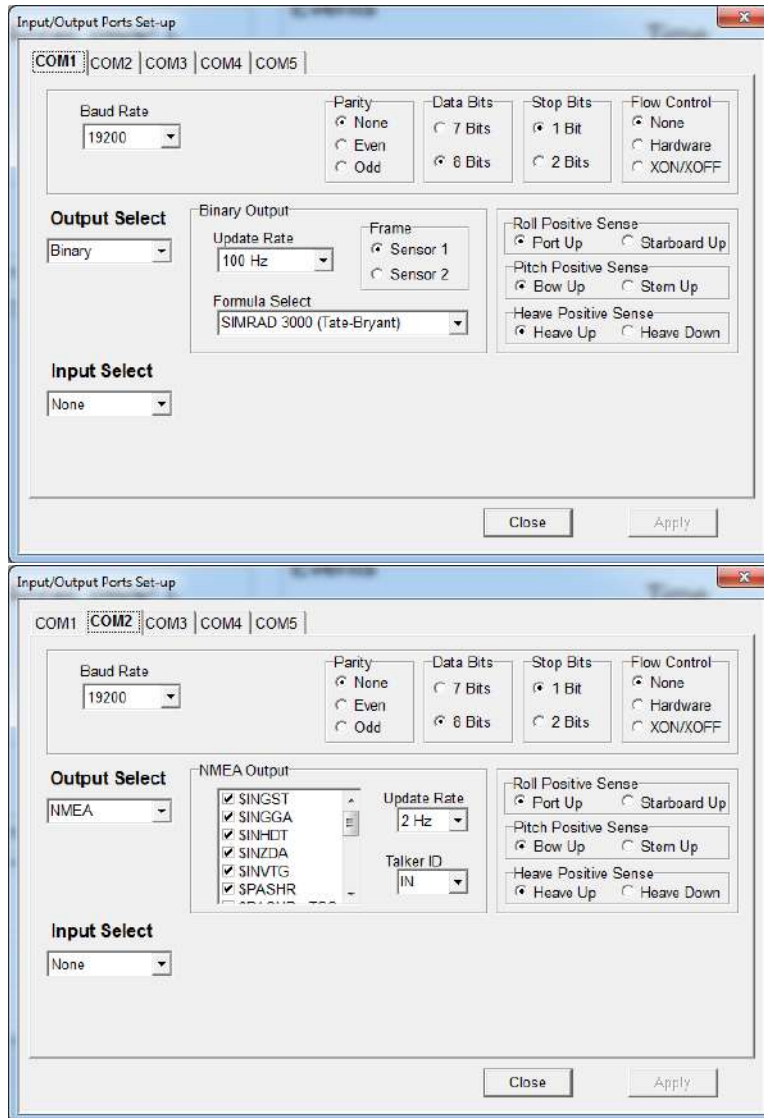 Input/Output Ports Set-up
COM1 COM2 COM3 COM4 COM5
Baud Rate
19200
Parity
None
Even
Odd
Data Bits
7 Bits
8 Bits
Stop Bits
1 Bit
2 Bits
Flow Control
None
Hardware
XON/XOFF
Output Select
Binary
Binary Output
Update Rate
100 Hz
Frame
Sensor 1
Sensor 2
Formula Select
SIMRAD 3000 (Tate-Bryant)
Roll Positive Sense
Port Up Starboard Up
Pitch Positive Sense
Bow Up Stern Up
Heave Positive Sense
Heave Up Heave Down
Input Select
None
Close Apply
Input/Output Ports Set-up
COM1 COM2 COM3 COM4 COM5
Baud Rate
19200
Parity
None
Even
Odd
Data Bits
7 Bits
8 Bits
Stop Bits
1 Bit
2 Bits
Flow Control
None
Hardware
XON/XOFF
Output Select
NMEA
NMEA Output
$INGST
$INGGA
$INHDT
$INZDA
$INVTG
$PASHR
Update Rate
2 Hz
Talker ID
IN
Roll Positive Sense
Port Up Starboard Up
Pitch Positive Sense
Bow Up Stern Up
Heave Positive Sense
Heave Up Heave Down
Input Select
None
Close Apply